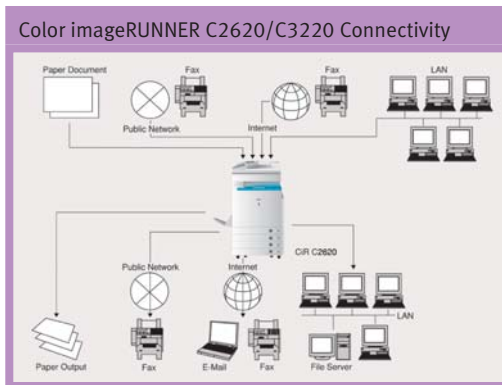 Color imageRUNNER C2620/C3220 Connectivity
Paper Document
Fax
Fax
LAN
Public Network
Internet
CiR C2620
Public Network
Internet
LAN
Paper Output
Fax
E-Mail
Fax
File Server